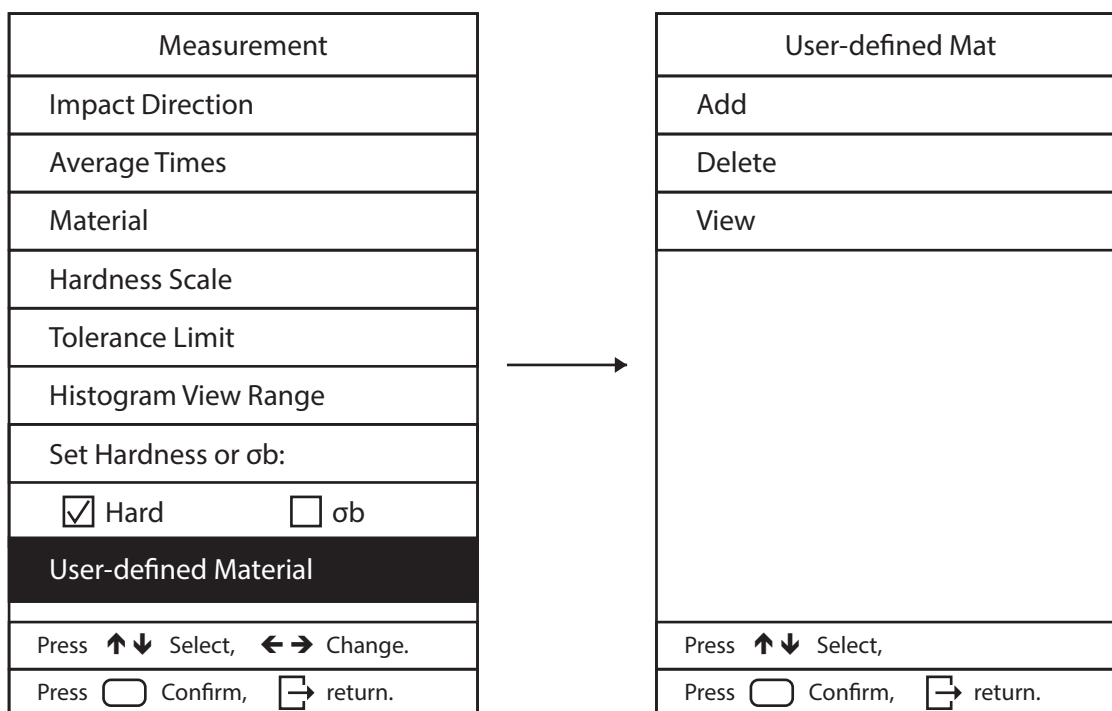 Measurement
Impact Direction
Average Times
Material
Hardness Scale
Tolerance Limit
Histogram View Range
Set Hardness or σb:
Hard σb
User-defined Material
Press ↑↓ Select, ←→ Change.
Press Confirm, return.
User-defined Mat
Add
Delete
View
Press ↑↓ Select,
Press Confirm, return.